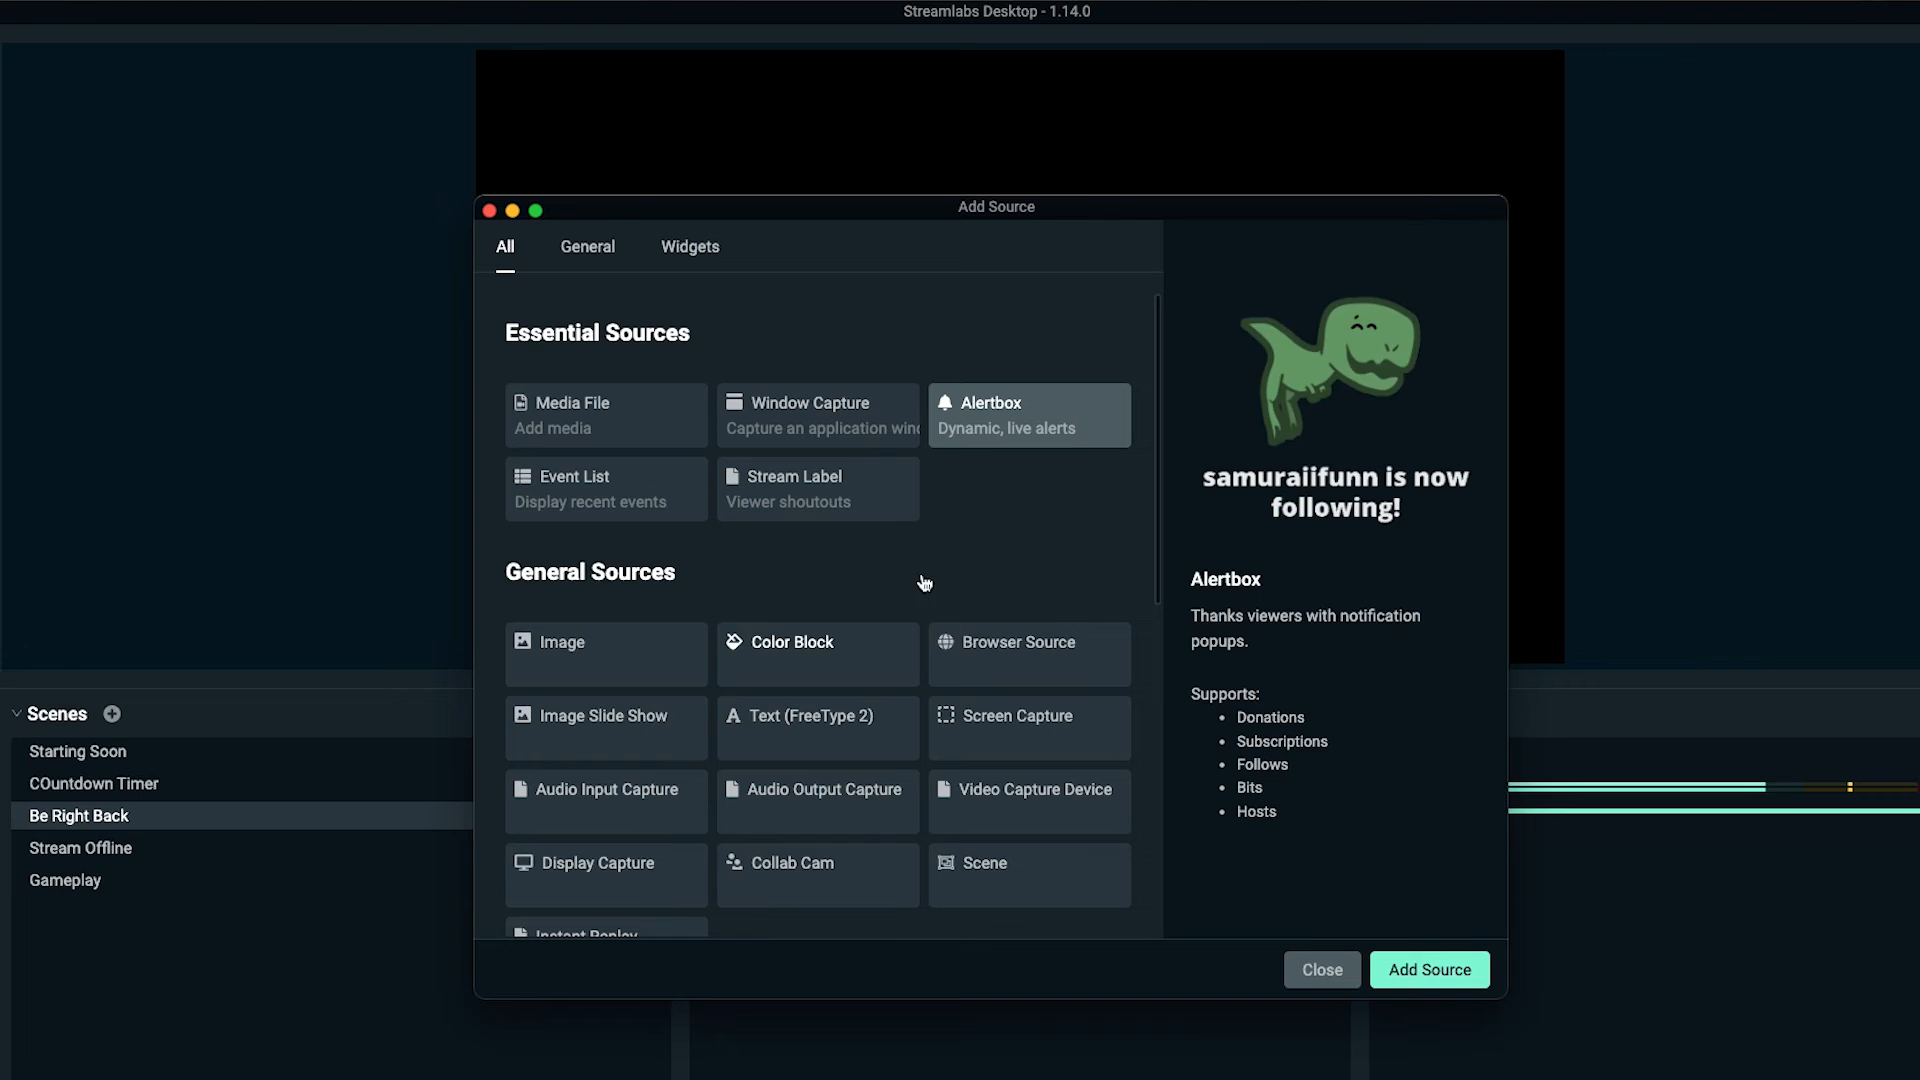 Streamlabs Desktop - 1.14.0
Add Source
All General Widgets
Essential Sources
Media File
Add media
Window Capture
Capture an application wind
Alertbox
Dynamic, live alerts
Event List
Display recent events
Stream Label
Viewer shoutouts
General Sources
Image
Color Block
Browser Source
Image Slide Show
Text (FreeType 2)
Screen Capture
Audio Input Capture
Audio Output Capture
Video Capture Device
Display Capture
Collab Cam
Scene
Instant Replay
samuraiifunn is now
following!
Alertbox
Thanks viewers with notification
popups.
Supports:
• Donations
• Subscriptions
• Follows
• Bits
• Hosts
Close
Add Source
Scenes
Starting Soon
COuntdown Timer
Be Right Back
Stream Offline
Gameplay